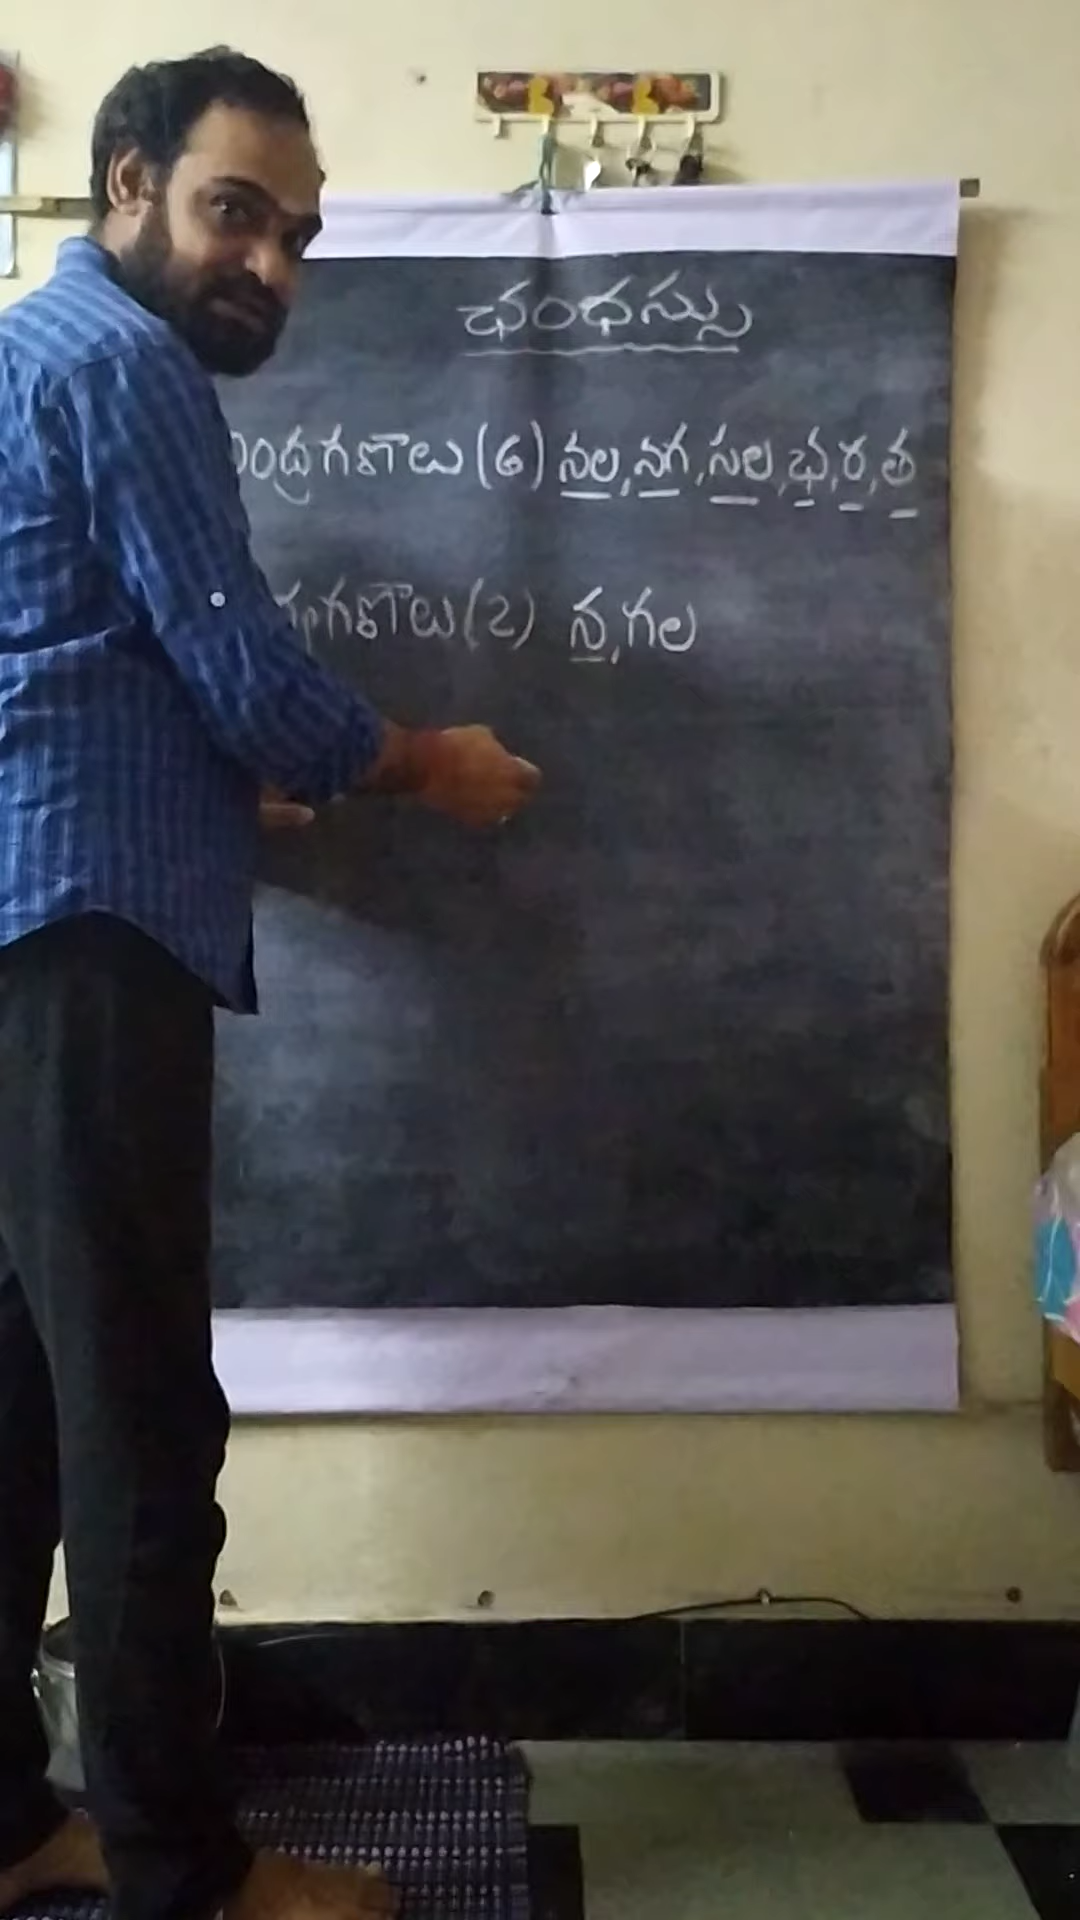 ఛందస్సు
ఇంద్రగణాలు (6) నల, నగ, సల, భ, ర, త
గణాలు (2) న, గల